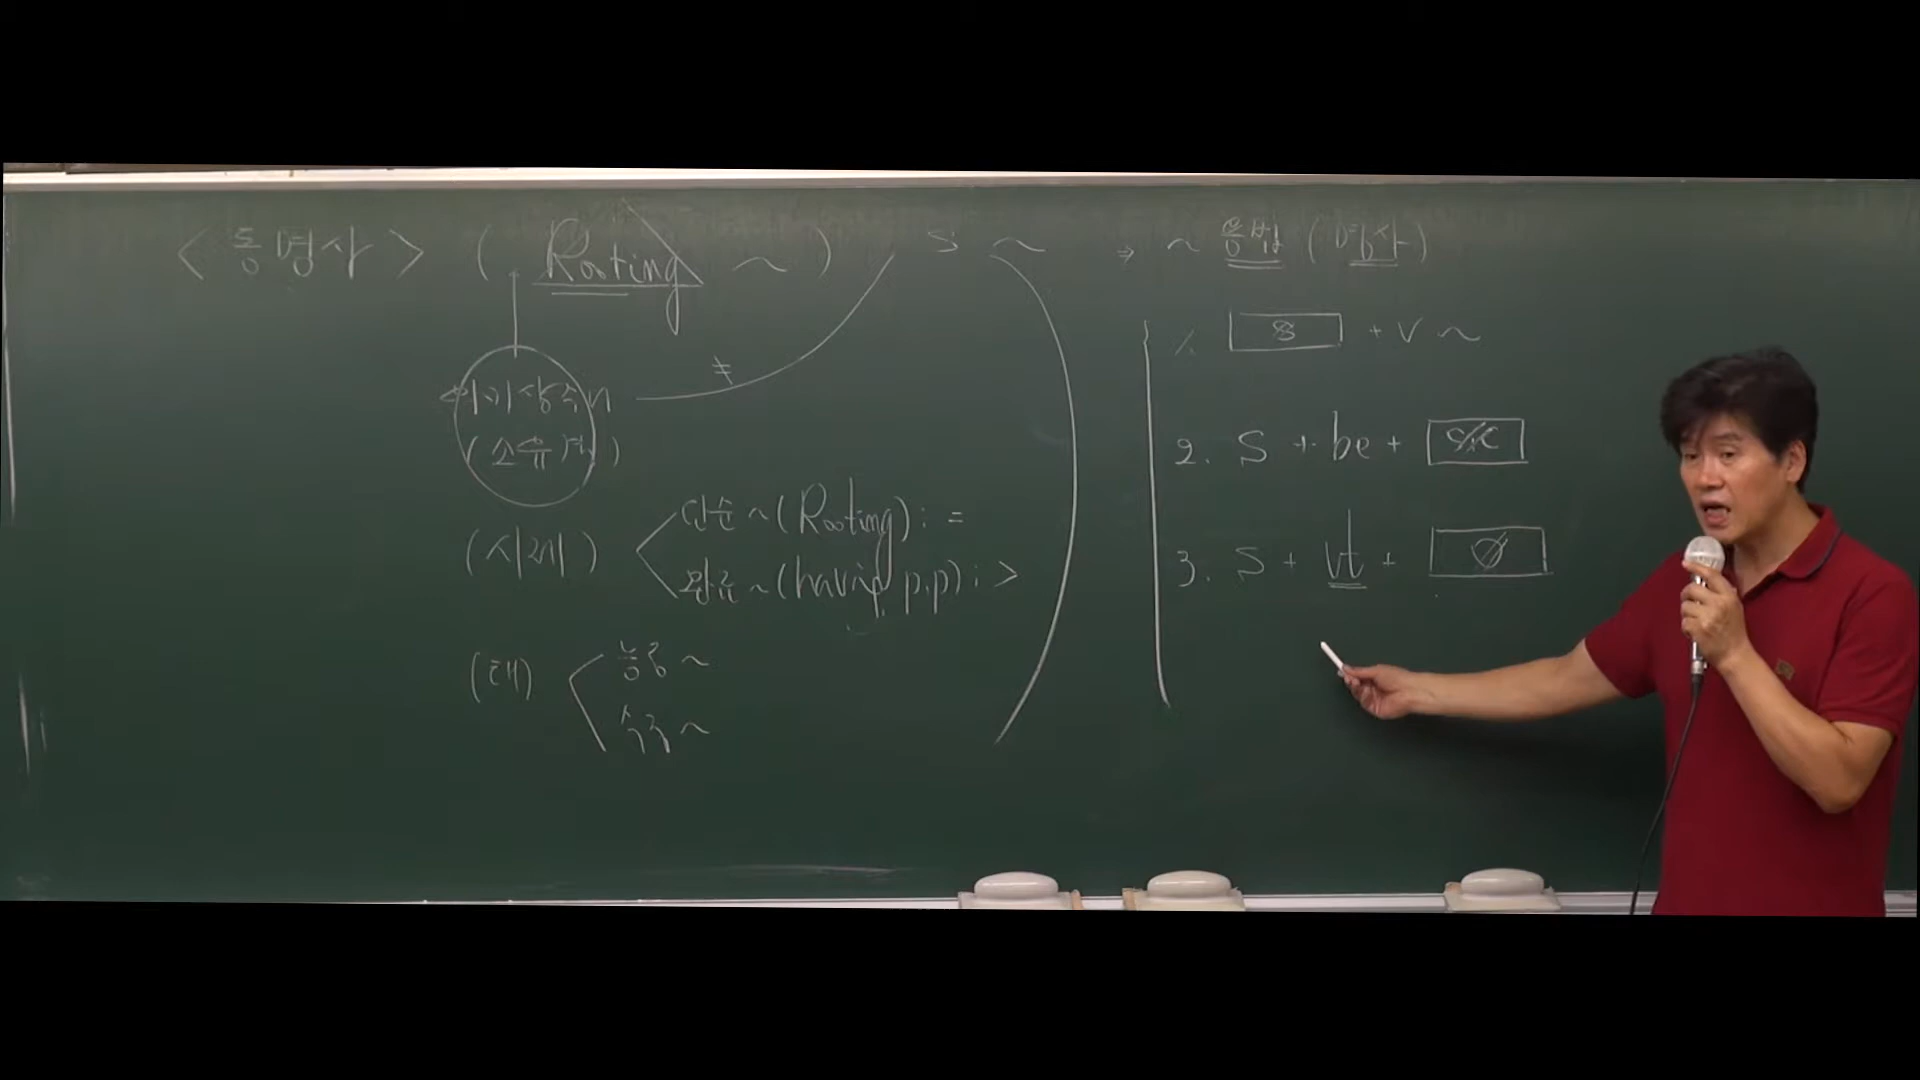 < 동명사 > ( Rooting ~ ) S ~ ⇒ ~ 용법 (명사)
의미상주어
(소유격)
≠
(시제)
단순 ~ (Rooting) : =
완료 ~ (having p.p) : >
(태)
능동 ~
수동 ~
1. S + V ~
2. S + be + S.C
3. S + vt + O